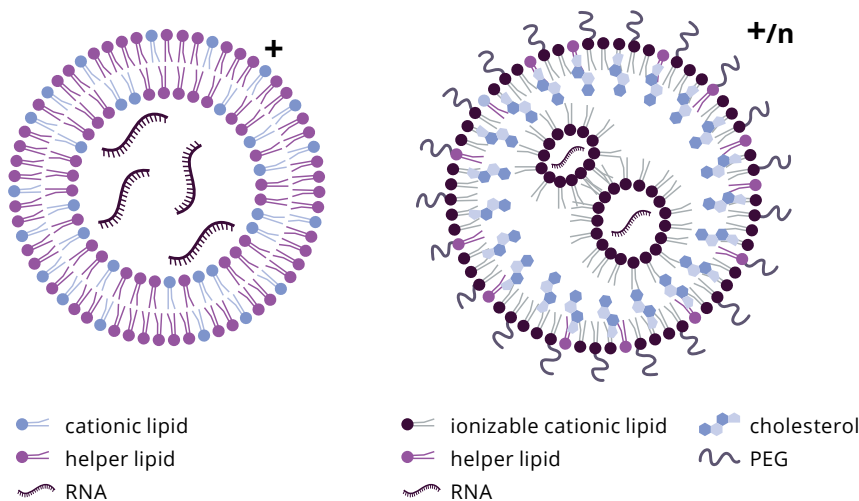 +
+/n
cationic lipid
helper lipid
RNA
ionizable cationic lipid
helper lipid
RNA
cholesterol
PEG